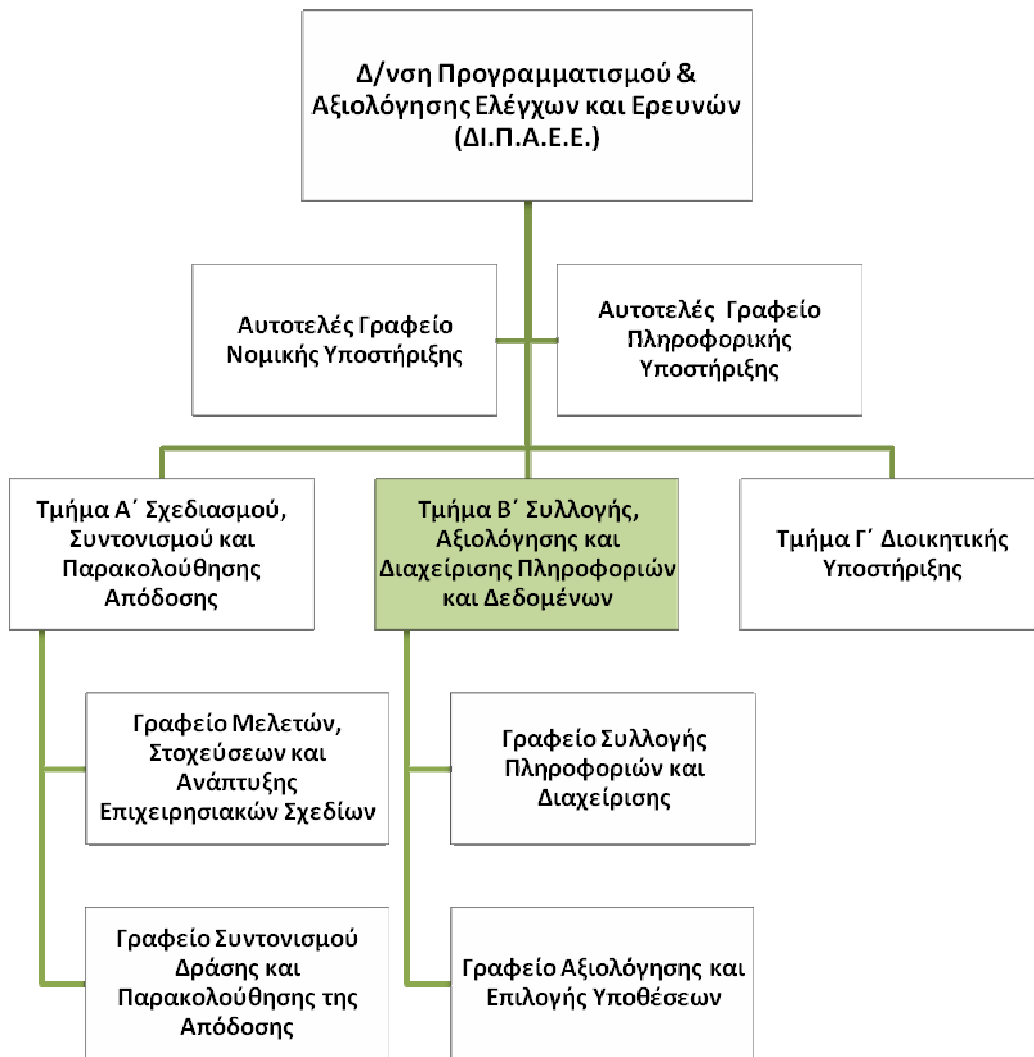 Δ/νση Προγραμματισμού &
Αξιολόγησης Ελέγχων και Ερευνών
(ΔΙ.Π.Α.Ε.Ε.)
Αυτοτελές Γραφείο
Νομικής Υποστήριξης
Αυτοτελές Γραφείο
Πληροφορικής
Υποστήριξης
Τμήμα Α΄ Σχεδιασμού,
Συντονισμού και
Παρακολούθησης
Απόδοσης
Τμήμα Β΄ Συλλογής,
Αξιολόγησης και
Διαχείρισης Πληροφοριών
και Δεδομένων
Τμήμα Γ΄ Διοικητικής
Υποστήριξης
Γραφείο Μελετών,
Στοχεύσεων και
Ανάπτυξης
Επιχειρησιακών Σχεδίων
Γραφείο Συλλογής
Πληροφοριών και
Διαχείρισης
Γραφείο Συντονισμού
Δράσης και
Παρακολούθησης της
Απόδοσης
Γραφείο Αξιολόγησης και
Επιλογής Υποθέσεων